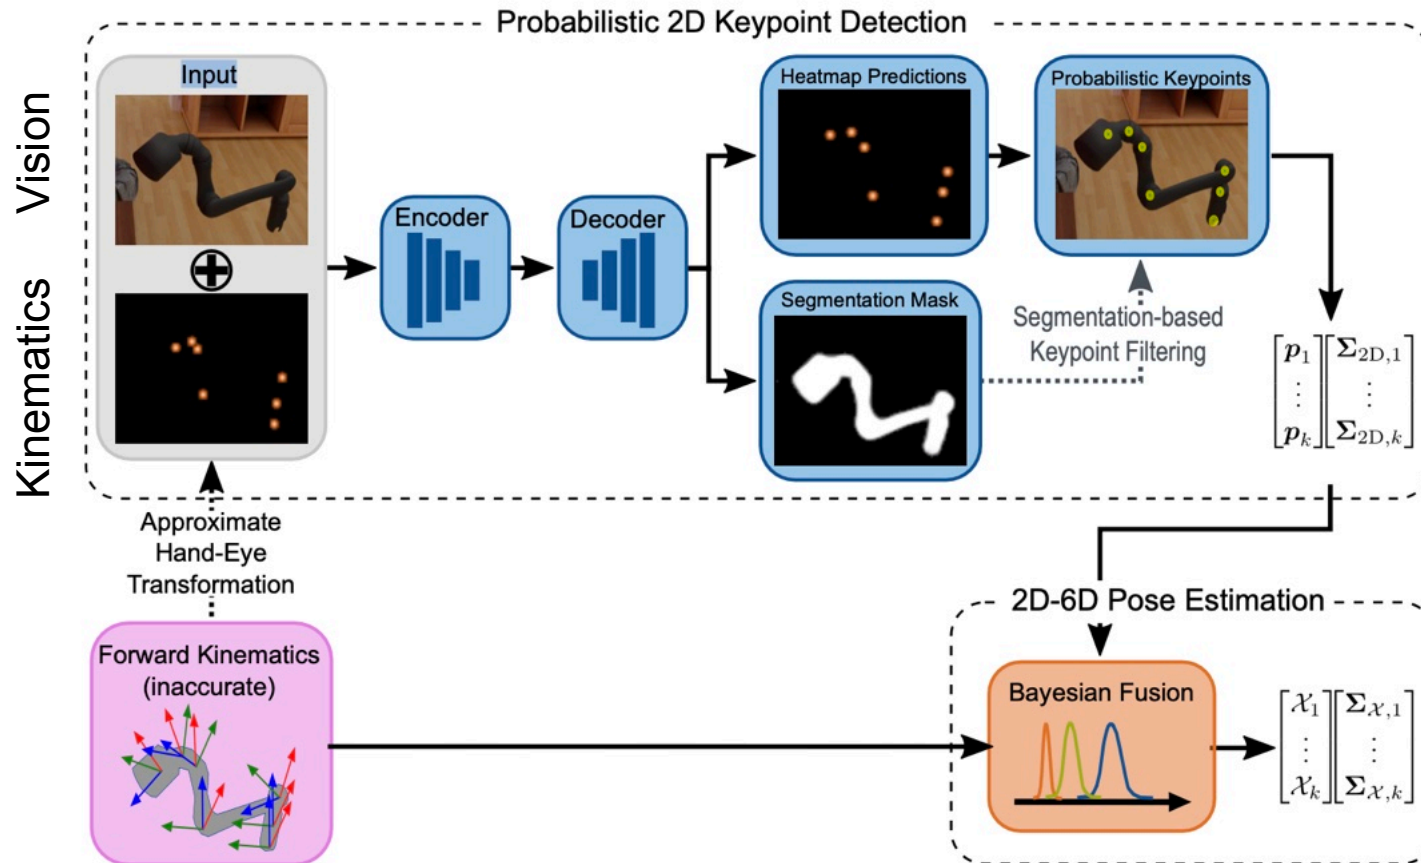 Probabilistic 2D Keypoint Detection
Vision
Kinematics
Input
Encoder
Decoder
Heatmap Predictions
Probabilistic Keypoints
Segmentation Mask
Segmentation-based
Keypoint Filtering
[p₁ ⋮ pₖ] [Σ₂D,₁ ⋮ Σ₂D,ₖ]
Approximate
Hand-Eye
Transformation
Forward Kinematics
(inaccurate)
2D-6D Pose Estimation
Bayesian Fusion
[𝒳₁ ⋮ 𝒳ₖ] [Σ𝒳,₁ ⋮ Σ𝒳,ₖ]